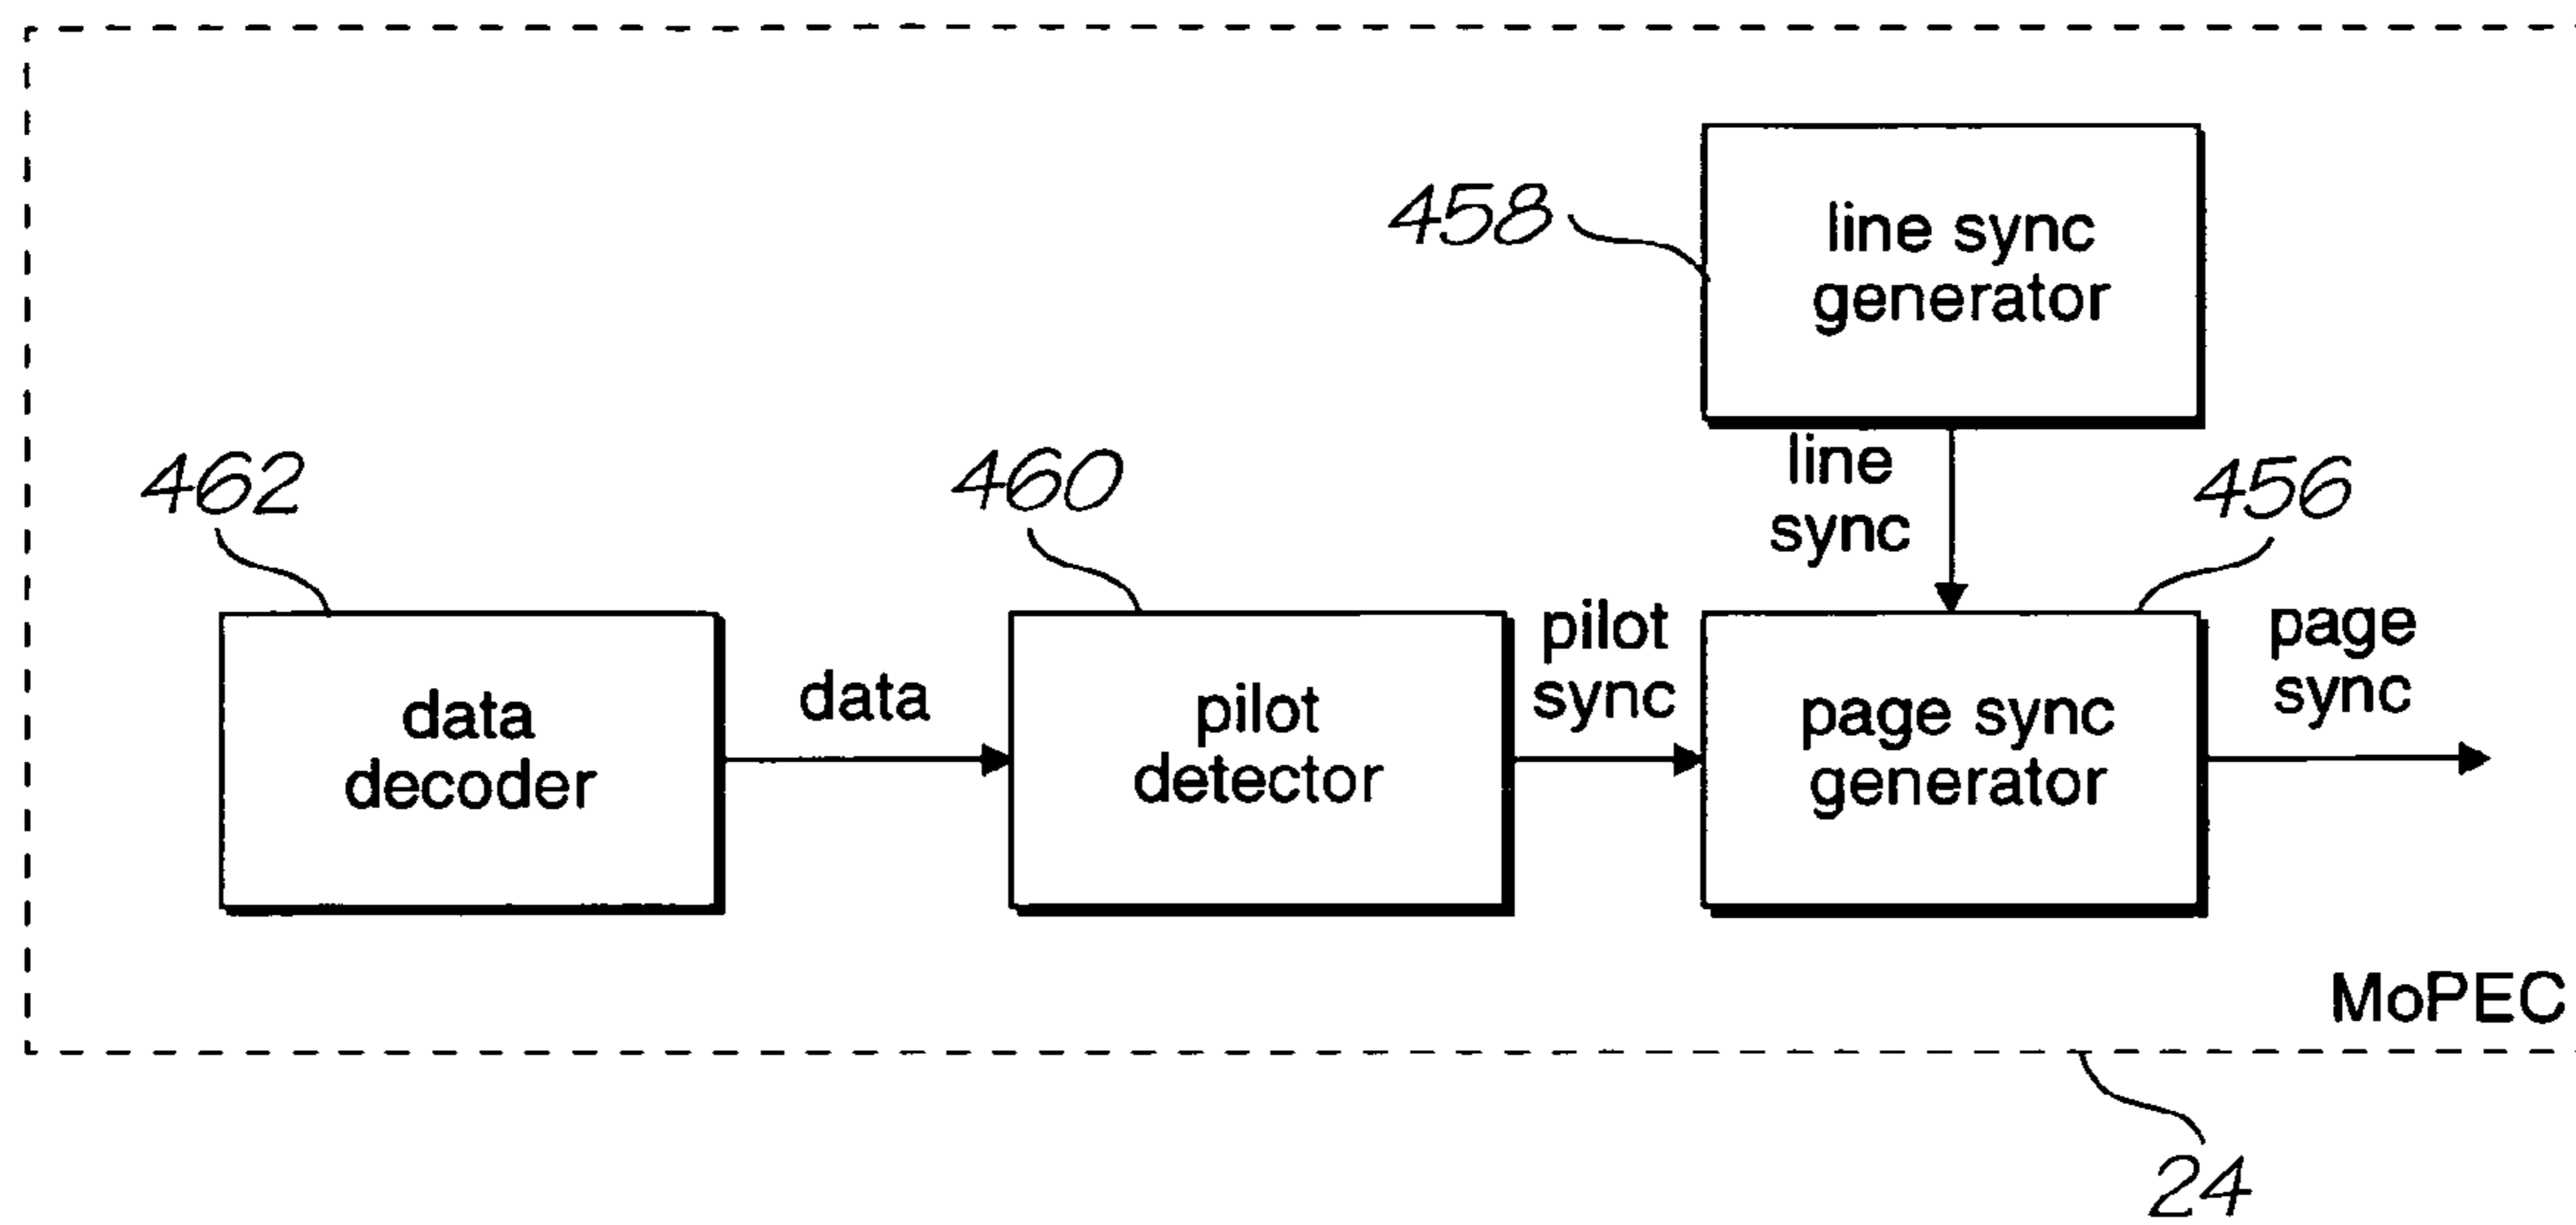 458
line sync
generator
line
sync
462
460
456
data
decoder
data
pilot
detector
pilot
sync
page sync
generator
page
sync
MoPEC
24